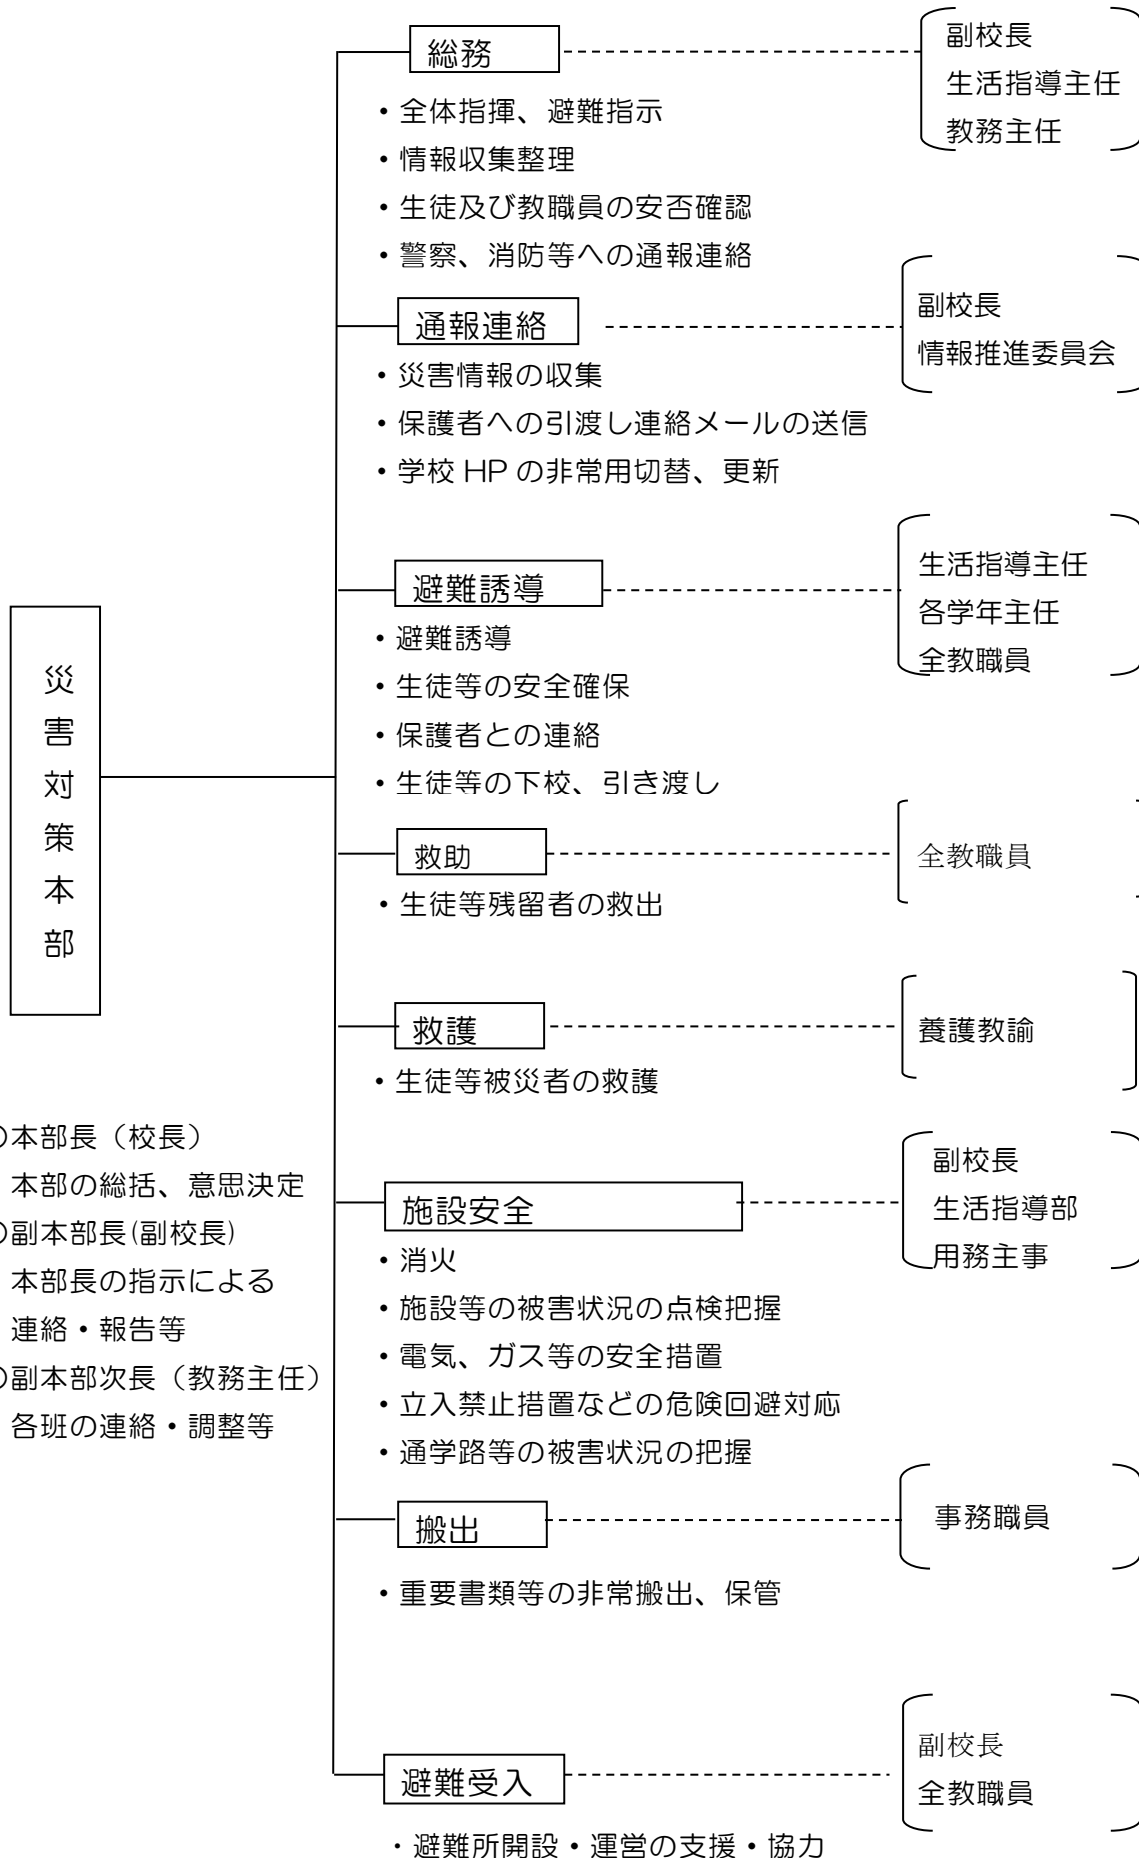 総務
副校長
生活指導主任
教務主任
・全体指揮、避難指示
・情報収集整理
・生徒及び教職員の安否確認
・警察、消防等への通報連絡
通報連絡
副校長
情報推進委員会
・災害情報の収集
・保護者への引渡し連絡メールの送信
・学校 HP の非常用切替、更新
避難誘導
生活指導主任
各学年主任
全教職員
・避難誘導
・生徒等の安全確保
・保護者との連絡
・生徒等の下校、引き渡し
災害対策本部
救助
全教職員
・生徒等残留者の救出
救護
養護教諭
・生徒等被災者の救護
○本部長（校長）
本部の総括、意思決定
○副本部長(副校長)
本部長の指示による
連絡・報告等
○副本部次長（教務主任）
各班の連絡・調整等
施設安全
副校長
生活指導部
用務主事
・消火
・施設等の被害状況の点検把握
・電気、ガス等の安全措置
・立入禁止措置などの危険回避対応
・通学路等の被害状況の把握
搬出
事務職員
・重要書類等の非常搬出、保管
避難受入
副校長
全教職員
・避難所開設・運営の支援・協力